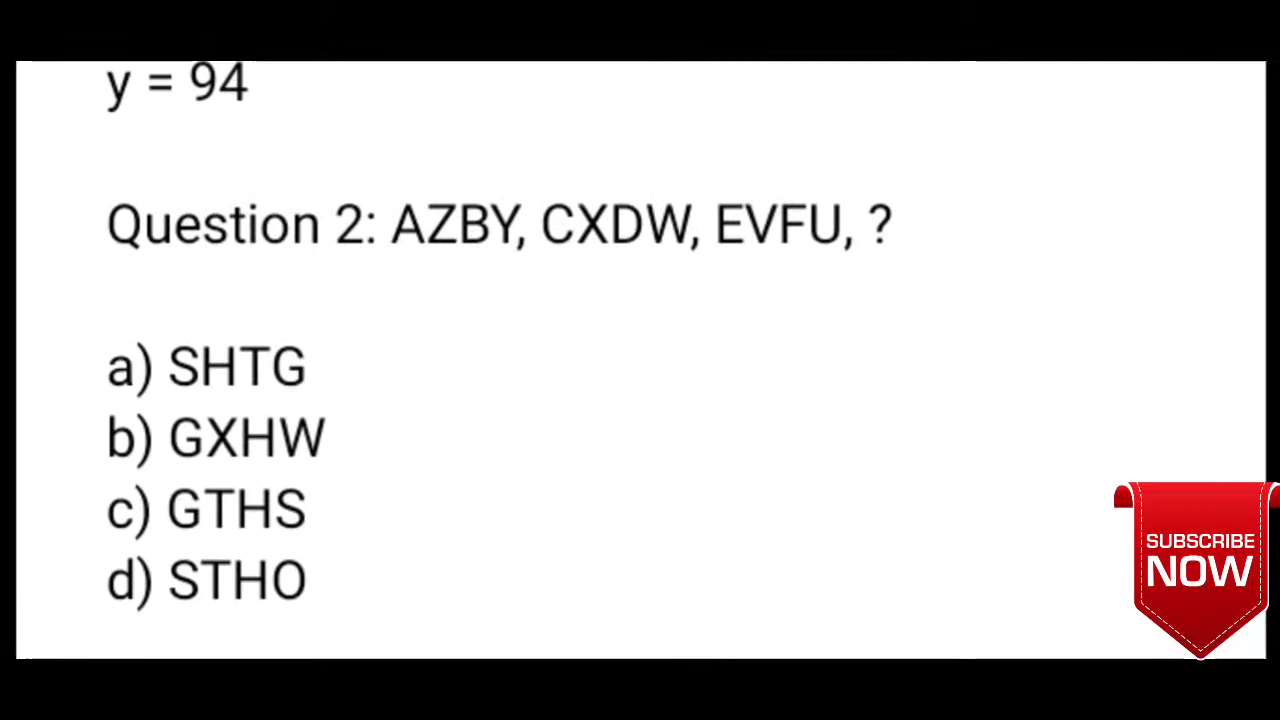 y = 94
Question 2: AZBY, CXDW, EVFU, ?
a) SHTG
b) GXHW
c) GTHS
d) STHO
SUBSCRIBE
NOW